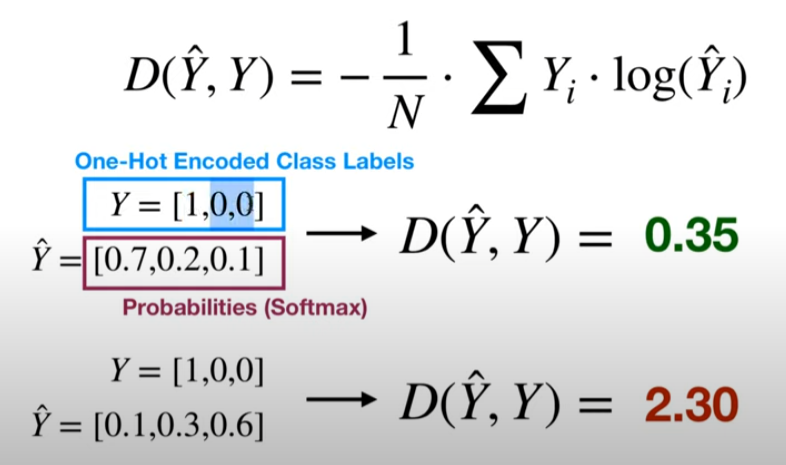 D(Ŷ, Y) = − 1/N · ∑ Yᵢ · log(Ŷᵢ)
One-Hot Encoded Class Labels
Y = [1,0,0]
Ŷ = [0.7,0.2,0.1]
→ D(Ŷ, Y) = 0.35
Probabilities (Softmax)
Y = [1,0,0]
Ŷ = [0.1,0.3,0.6]
→ D(Ŷ, Y) = 2.30